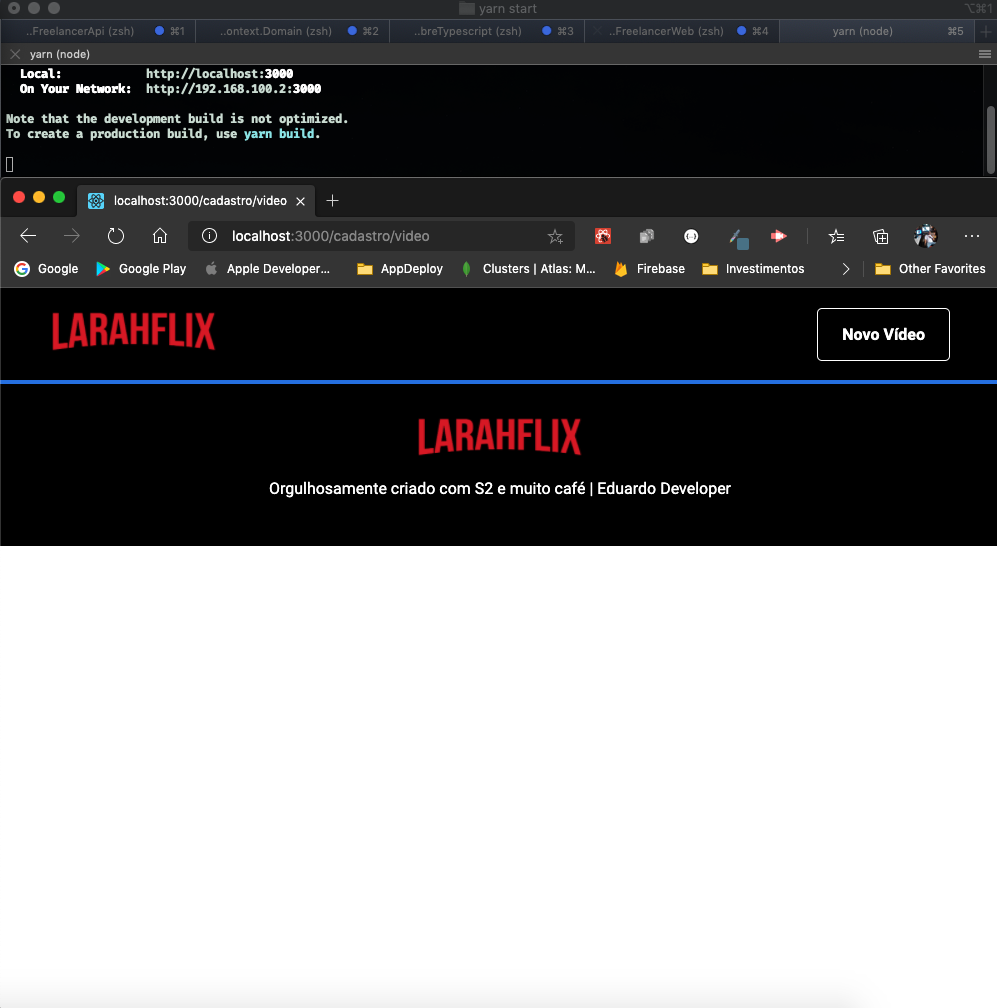 yarn start
⌥⌘1
..FreelancerApi (zsh) ⌘1 ..ontext.Domain (zsh) ⌘2 ..breTypescript (zsh) ⌘3 ..FreelancerWeb (zsh) ⌘4 yarn (node) ⌘5
yarn (node)
Local: http://localhost:3000
On Your Network: http://192.168.100.2:3000
Note that the development build is not optimized.
To create a production build, use yarn build.
localhost:3000/cadastro/video
localhost:3000/cadastro/video
Google Google Play Apple Developer... AppDeploy Clusters | Atlas: M... Firebase Investimentos Other Favorites
LARAHFLIX
Novo Vídeo
LARAHFLIX
Orgulhosamente criado com S2 e muito café | Eduardo Developer